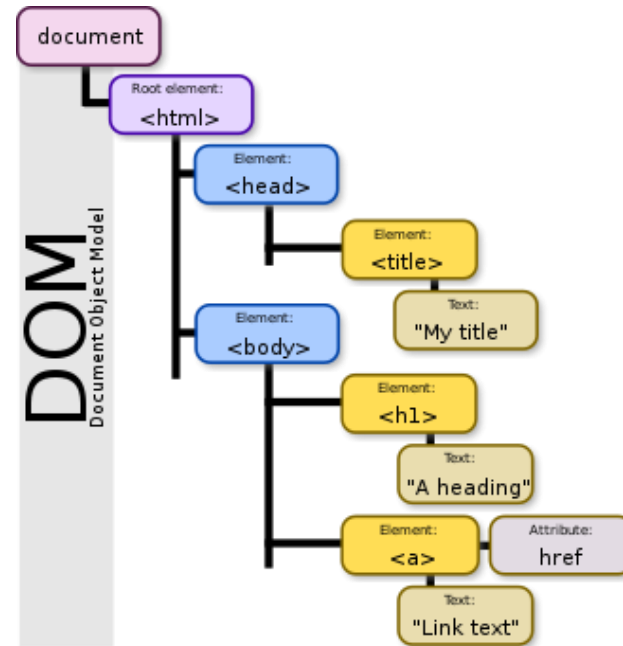 document
Root element:
<html>
Element:
<head>
Element:
<title>
Text:
"My title"
Element:
<body>
Element:
<h1>
Text:
"A heading"
Element:
<a>
Attribute:
href
Text:
"Link text"
DOM
Document Object Model